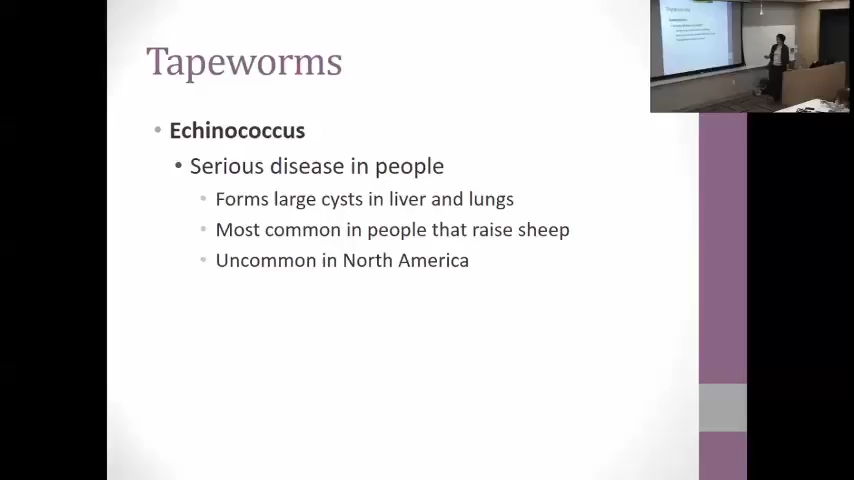 Tapeworms
Echinococcus
Serious disease in people
Forms large cysts in liver and lungs
Most common in people that raise sheep
Uncommon in North America